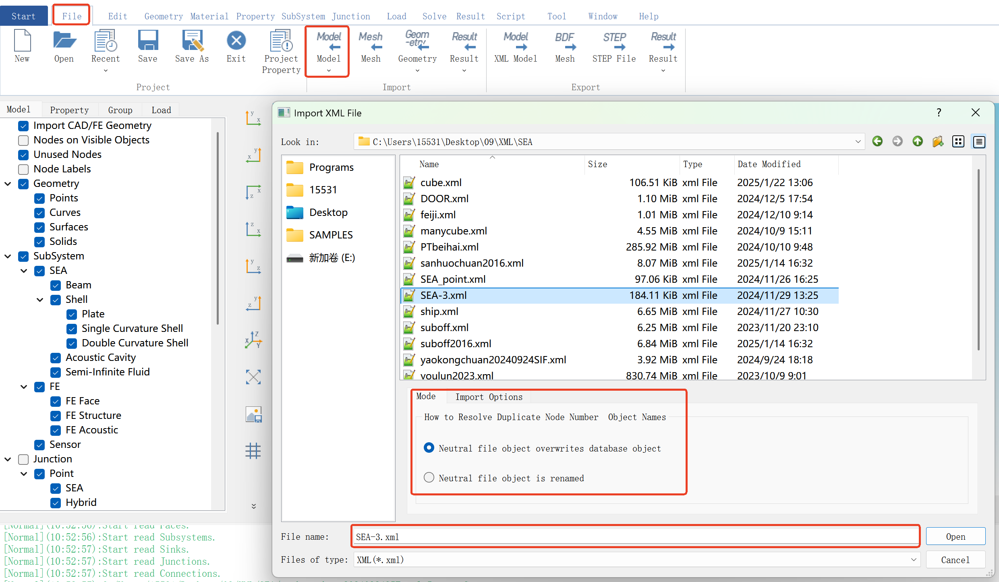 Start File Edit Geometry Material Property SubSystem Junction Load Solve Result Script Tool Window Help
Model Mesh Geom-etry Result Model BDF STEP Result
New Open Recent Save Save As Exit Project Property Model Mesh Geometry Result XML Model Mesh STEP File Result
Project Import Export
Model Property Group Load
Import CAD/FE Geometry
Nodes on Visible Objects
Unused Nodes
Node Labels
Geometry
Points
Curves
Surfaces
Solids
SubSystem
SEA
Beam
Shell
Plate
Single Curvature Shell
Double Curvature Shell
Acoustic Cavity
Semi-Infinite Fluid
FE
FE Face
FE Structure
FE Acoustic
Sensor
Junction
Point
SEA
Hybrid
y x
y x
x z
z x
y z
y z
Z X Y
Import XML File ?
Look in: C:\Users\15531\Desktop\09\XML\SEA
Programs
15531
Desktop
SAMPLES
新加卷 (E:)
Name Size Type Date Modified
cube.xml 106.51 KiB xml File 2025/1/22 13:06
DOOR.xml 1.10 MiB xml File 2024/12/5 17:54
feiji.xml 1.01 MiB xml File 2024/12/10 9:14
manycube.xml 4.55 MiB xml File 2024/10/9 15:11
PTbeihai.xml 285.92 MiB xml File 2024/10/10 9:48
sanhuochuan2016.xml 8.07 MiB xml File 2025/1/14 16:32
SEA_point.xml 97.06 KiB xml File 2024/11/26 16:25
SEA-3.xml 184.11 KiB xml File 2024/11/29 13:25
ship.xml 6.65 MiB xml File 2024/11/27 10:30
suboff.xml 6.25 MiB xml File 2023/11/20 23:10
suboff2016.xml 6.84 MiB xml File 2025/1/14 16:32
yaokongchuan20240924SIF.xml 3.92 MiB xml File 2024/9/24 18:18
youlun2023.xml 830.74 MiB xml File 2023/10/9 9:01
Mode Import Options
How to Resolve Duplicate Node Number Object Names
Neutral file object overwrites database object
Neutral file object is renamed
File name: SEA-3.xml Open
Files of type: XML(*.xml) Cancel
[Normal](10:52:56):Start read Faces.
[Normal](10:52:56):Start read Subsystems.
[Normal](10:52:57):Start read Sinks.
[Normal](10:52:57):Start read Junctions.
[Normal](10:52:57):Start read Connections.